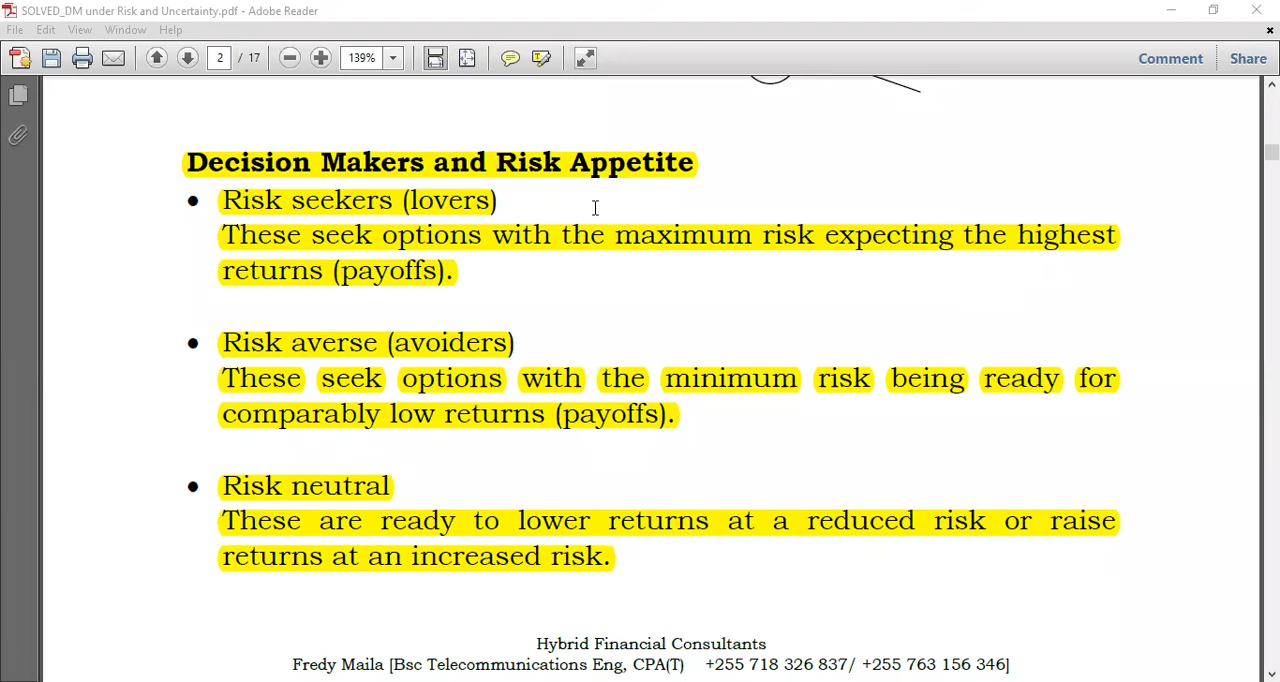 SOLVED_DM under Risk and Uncertainty.pdf - Adobe Reader
File Edit View Window Help
2 / 17 139% Comment Share
Decision Makers and Risk Appetite
• Risk seekers (lovers)
These seek options with the maximum risk expecting the highest
returns (payoffs).
• Risk averse (avoiders)
These seek options with the minimum risk being ready for
comparably low returns (payoffs).
• Risk neutral
These are ready to lower returns at a reduced risk or raise
returns at an increased risk.
Hybrid Financial Consultants
Fredy Maila [Bsc Telecommunications Eng, CPA(T) +255 718 326 837/ +255 763 156 346]